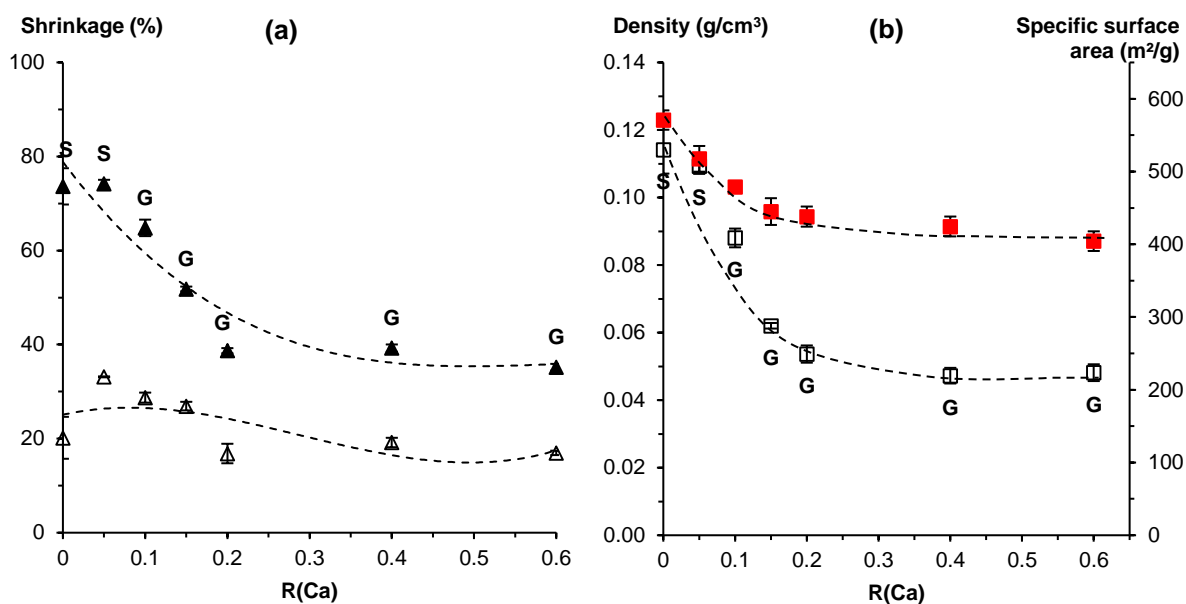 Shrinkage (%)
(a)
100
80
60
40
20
0
S
S
G
G
G
G
G
0
0.1
0.2
0.3
0.4
0.5
0.6
R(Ca)
Density (g/cm³)
(b)
Specific surface
area (m²/g)
0.14
0.12
0.10
0.08
0.06
0.04
0.02
0.00
S
S
G
G
G
G
G
600
500
400
300
200
100
0
0
0.1
0.2
0.3
0.4
0.5
0.6
R(Ca)